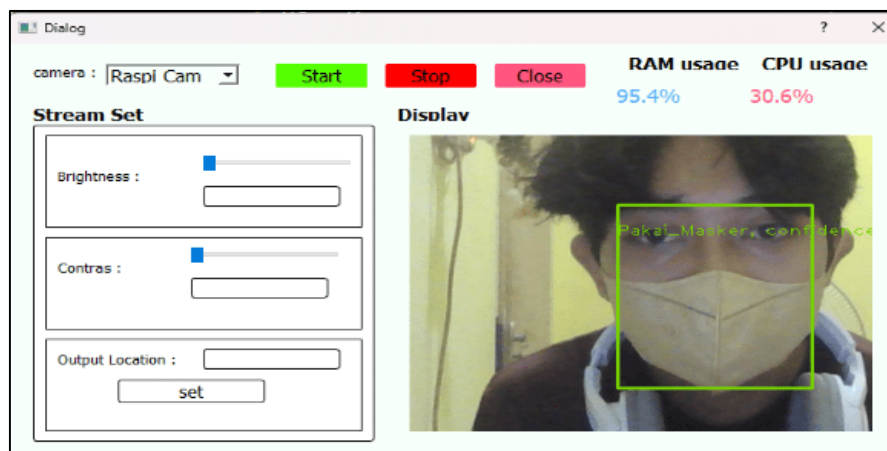 Dialog
camera : Raspi Cam Start Stop Close
RAM usage CPU usage
95.4% 30.6%
Stream Set
Display
Brightness :
Contras :
Output Location :
set
Pakai_Masker, confidence